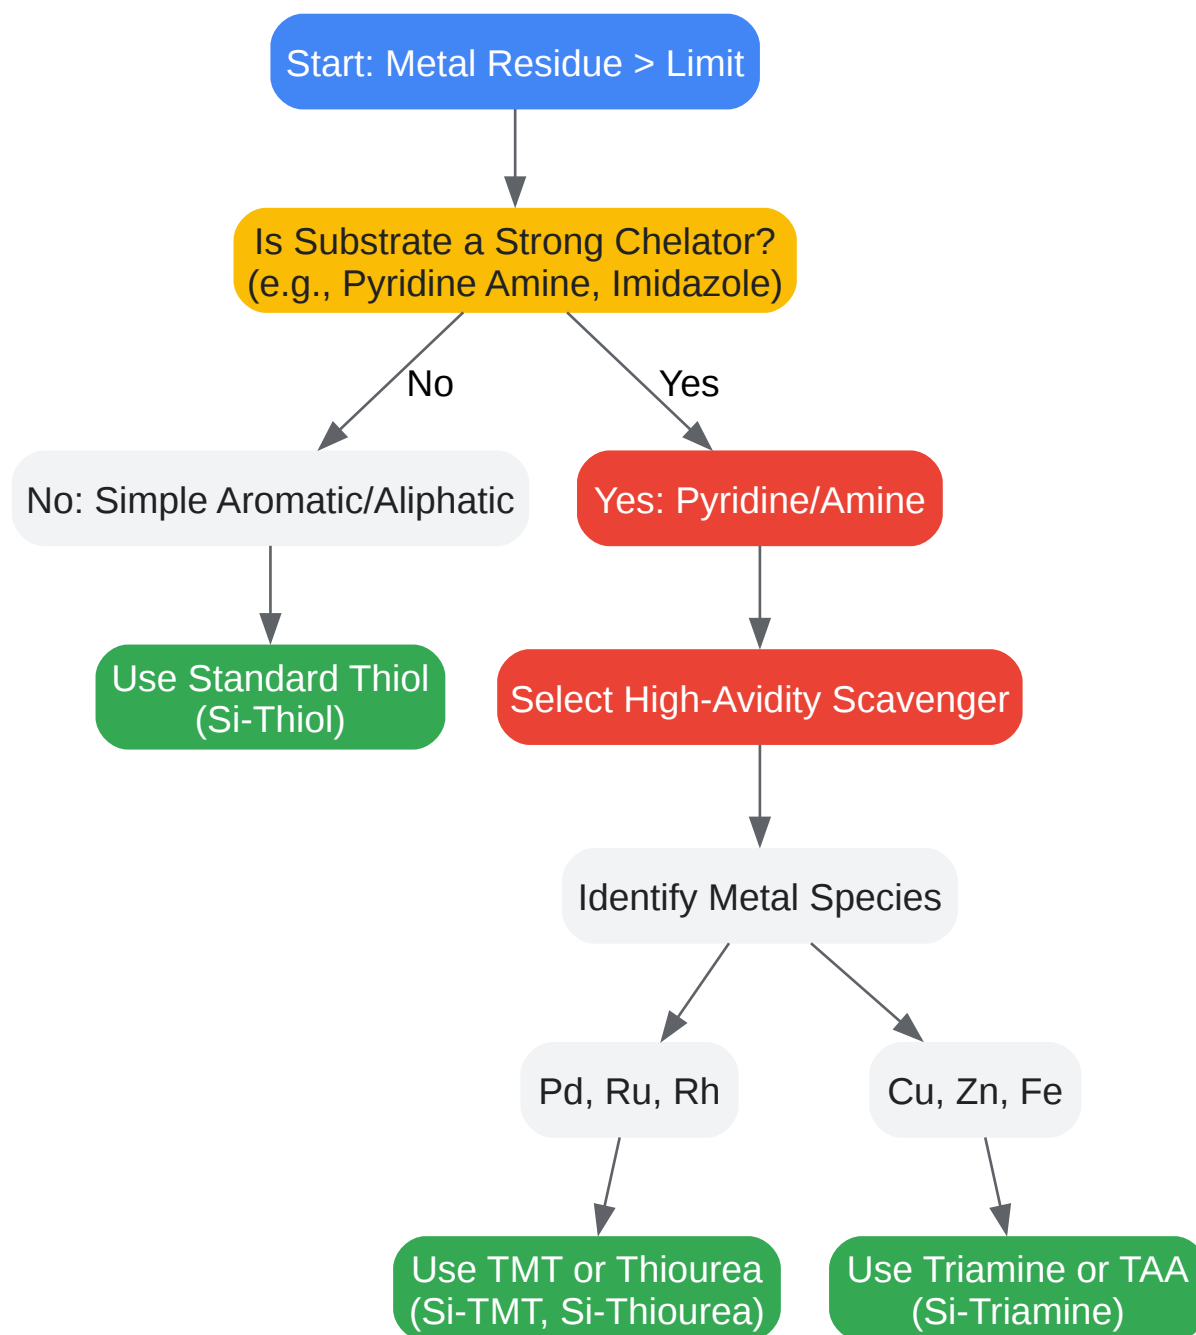 Start: Metal Residue > Limit
Is Substrate a Strong Chelator?
(e.g., Pyridine Amine, Imidazole)
No
Yes
No: Simple Aromatic/Aliphatic
Yes: Pyridine/Amine
Use Standard Thiol
(Si-Thiol)
Select High-Avidity Scavenger
Identify Metal Species
Pd, Ru, Rh
Cu, Zn, Fe
Use TMT or Thiourea
(Si-TMT, Si-Thiourea)
Use Triamine or TAA
(Si-Triamine)